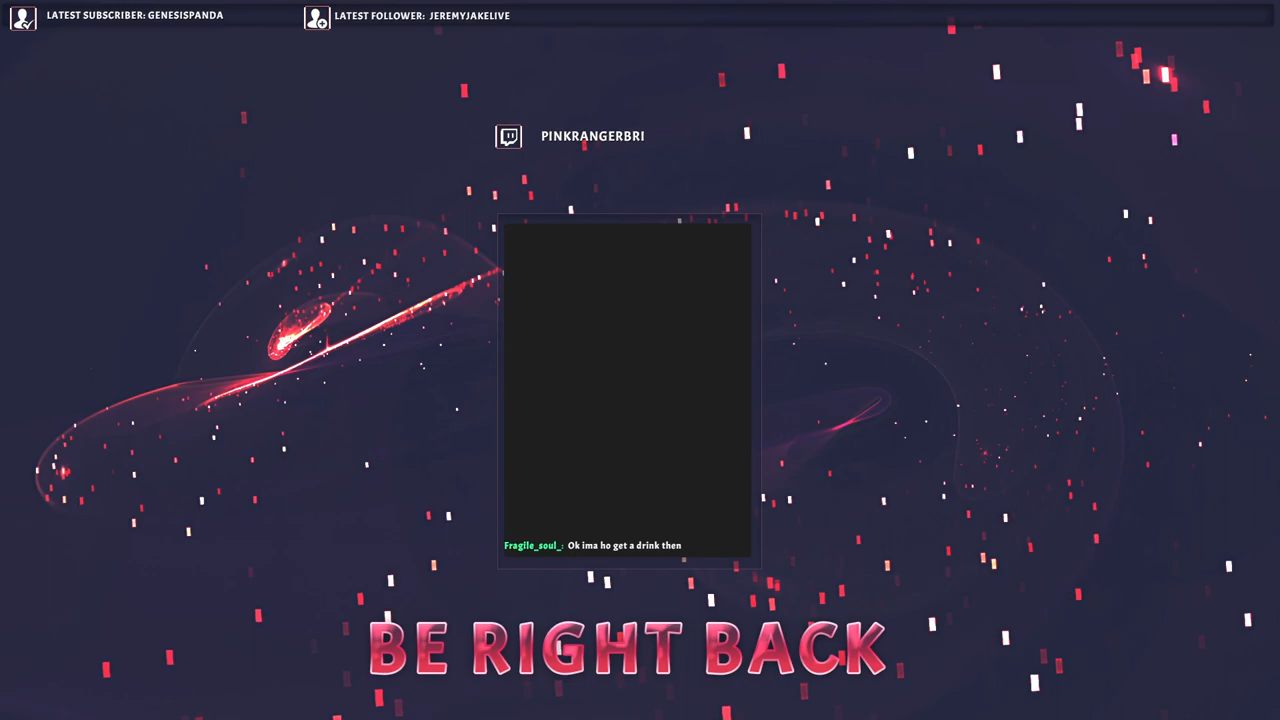 LATEST SUBSCRIBER: GENESISPANDA
LATEST FOLLOWER: JEREMYJAKELIVE
PINKRANGERBRI
Fragile_soul_: Ok ima ho get a drink then
BE RIGHT BACK